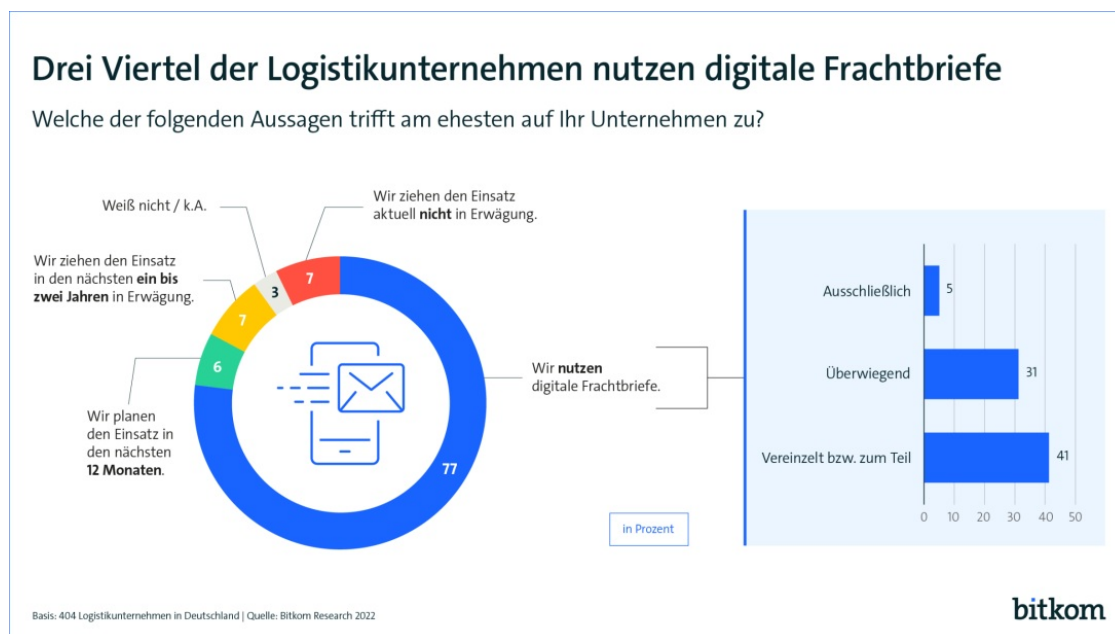 Drei Viertel der Logistikunternehmen nutzen digitale Frachtbriefe
Welche der folgenden Aussagen trifft am ehesten auf Ihr Unternehmen zu?
Weiß nicht / k.A.
Wir ziehen den Einsatz
aktuell nicht in Erwägung.
Wir ziehen den Einsatz
in den nächsten ein bis
zwei Jahren in Erwägung.
Wir planen
den Einsatz in
den nächsten
12 Monaten.
7
3
7
6
77
Wir nutzen
digitale Frachtbriefe.
in Prozent
Ausschließlich
5
Überwiegend
31
Vereinzelt bzw. zum Teil
41
0 10 20 30 40 50
Basis: 404 Logistikunternehmen in Deutschland | Quelle: Bitkom Research 2022
bitkom